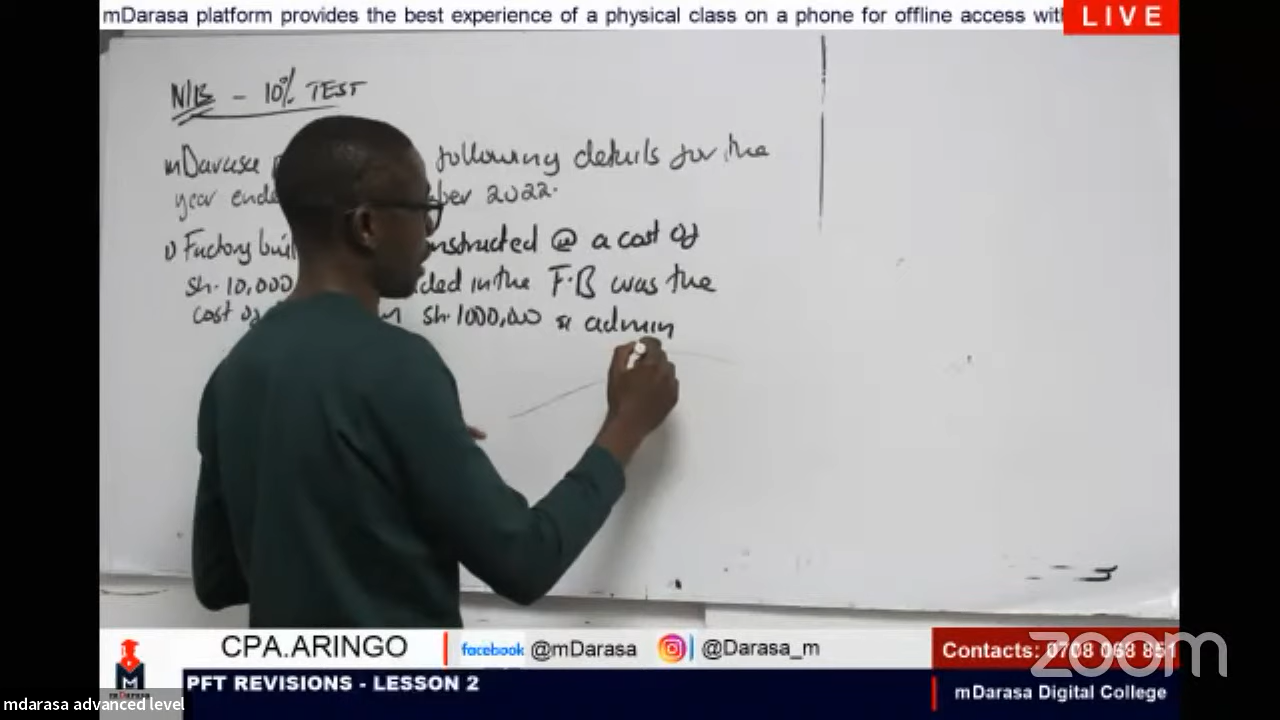 mDarasa platform provides the best experience of a physical class on a phone for offline access with
LIVE
N/B - 10% TEST
mDarasa following details for the
year ende ber 2022.
1) Factory buil nstructed @ a cost of
sh. 10,000 ded in the F.B was the
cost of sh 1000,000 & admin
CPA.ARINGO
facebook @mDarasa @Darasa_m
Contacts: 0708 068 851
zoom
PFT REVISIONS - LESSON 2
mDarasa Digital College
mdarasa advanced level